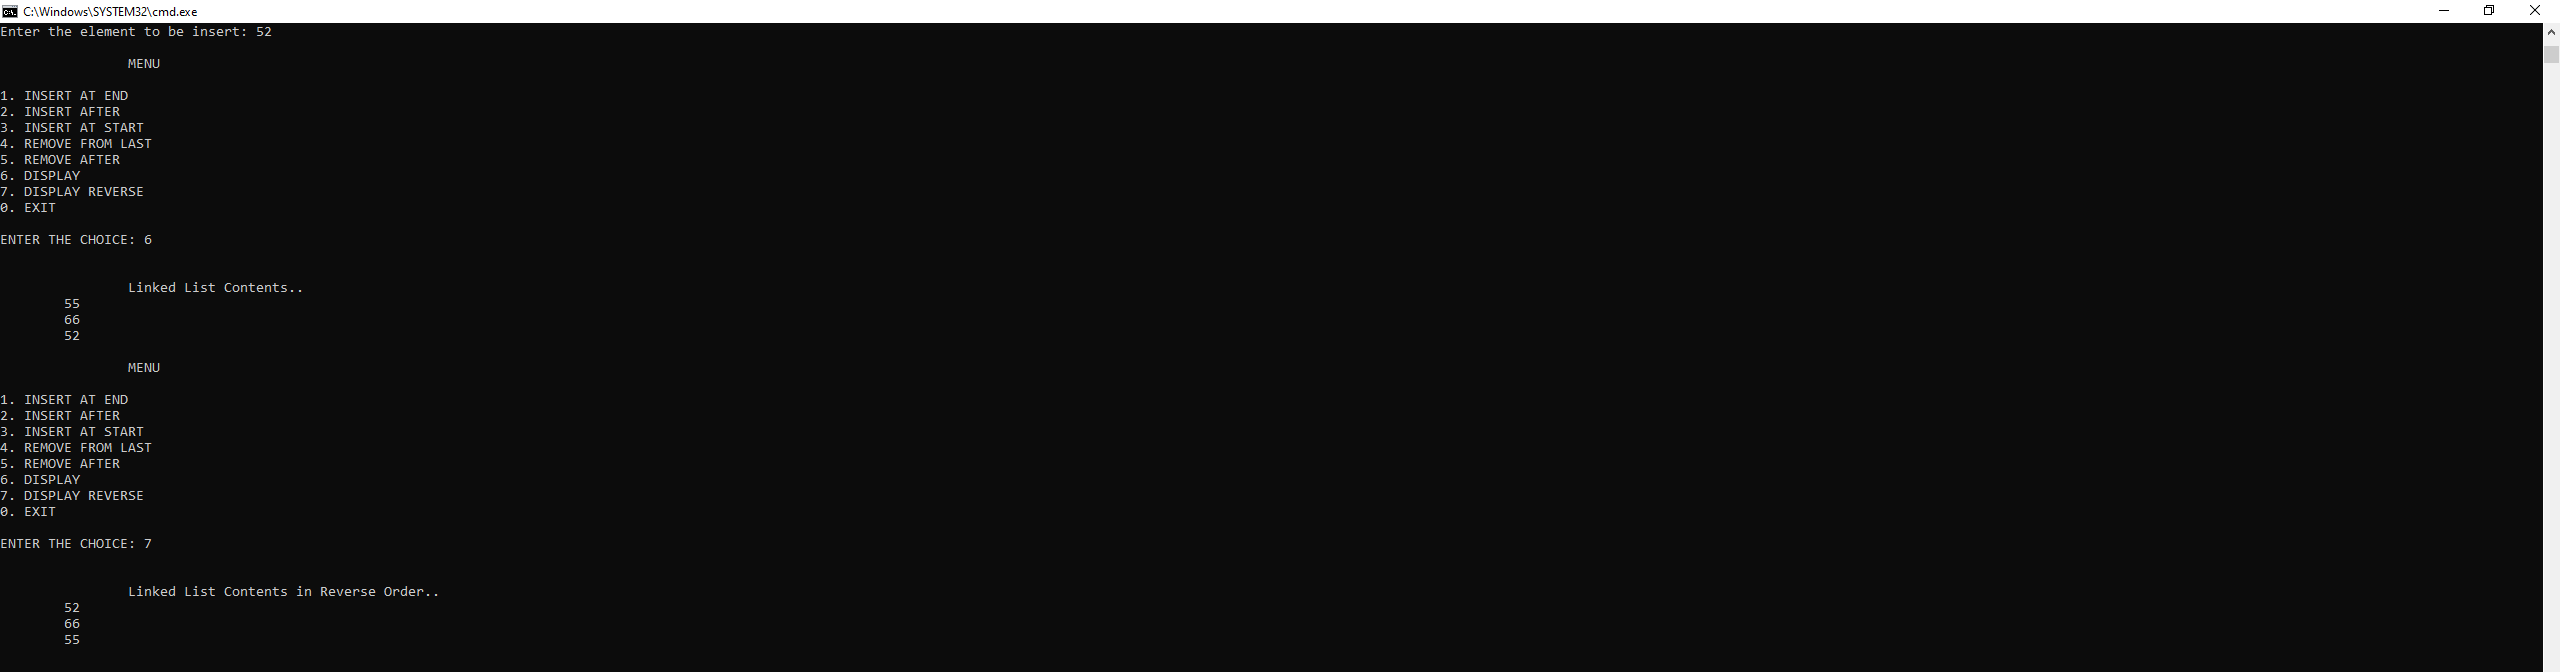 C:\Windows\SYSTEM32\cmd.exe
Enter the element to be insert: 52
MENU
1. INSERT AT END
2. INSERT AFTER
3. INSERT AT START
4. REMOVE FROM LAST
5. REMOVE AFTER
6. DISPLAY
7. DISPLAY REVERSE
0. EXIT
ENTER THE CHOICE: 6
Linked List Contents..
55
66
52
MENU
1. INSERT AT END
2. INSERT AFTER
3. INSERT AT START
4. REMOVE FROM LAST
5. REMOVE AFTER
6. DISPLAY
7. DISPLAY REVERSE
0. EXIT
ENTER THE CHOICE: 7
Linked List Contents in Reverse Order..
52
66
55